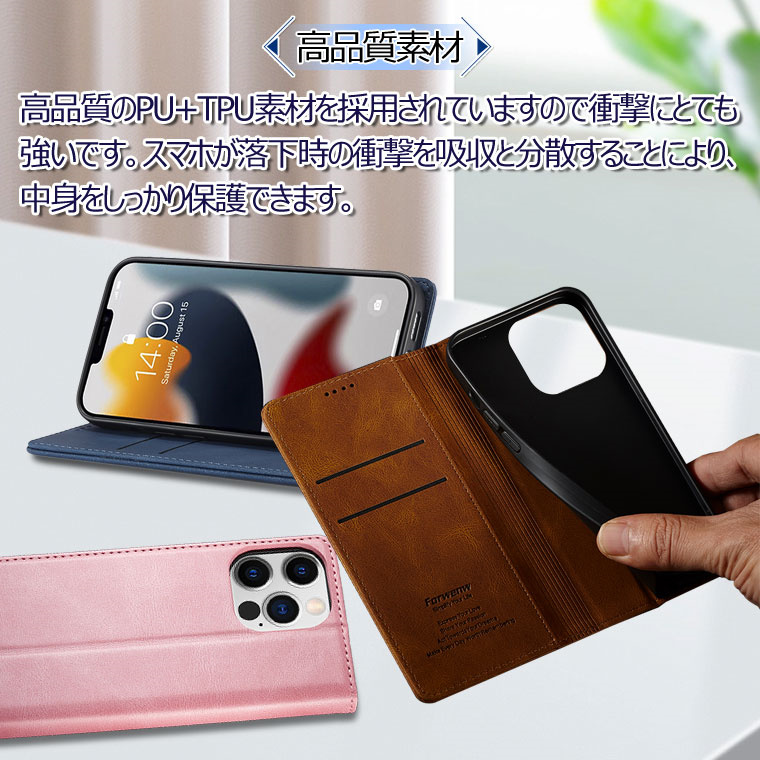 高品質素材
高品質のPU+TPU素材を採用されていますので衝撃にとても
強いです。スマホが落下時の衝撃を吸収と分散することにより、
中身をしっかり保護できます。
14:00
Saturday, August 15
Farwenw